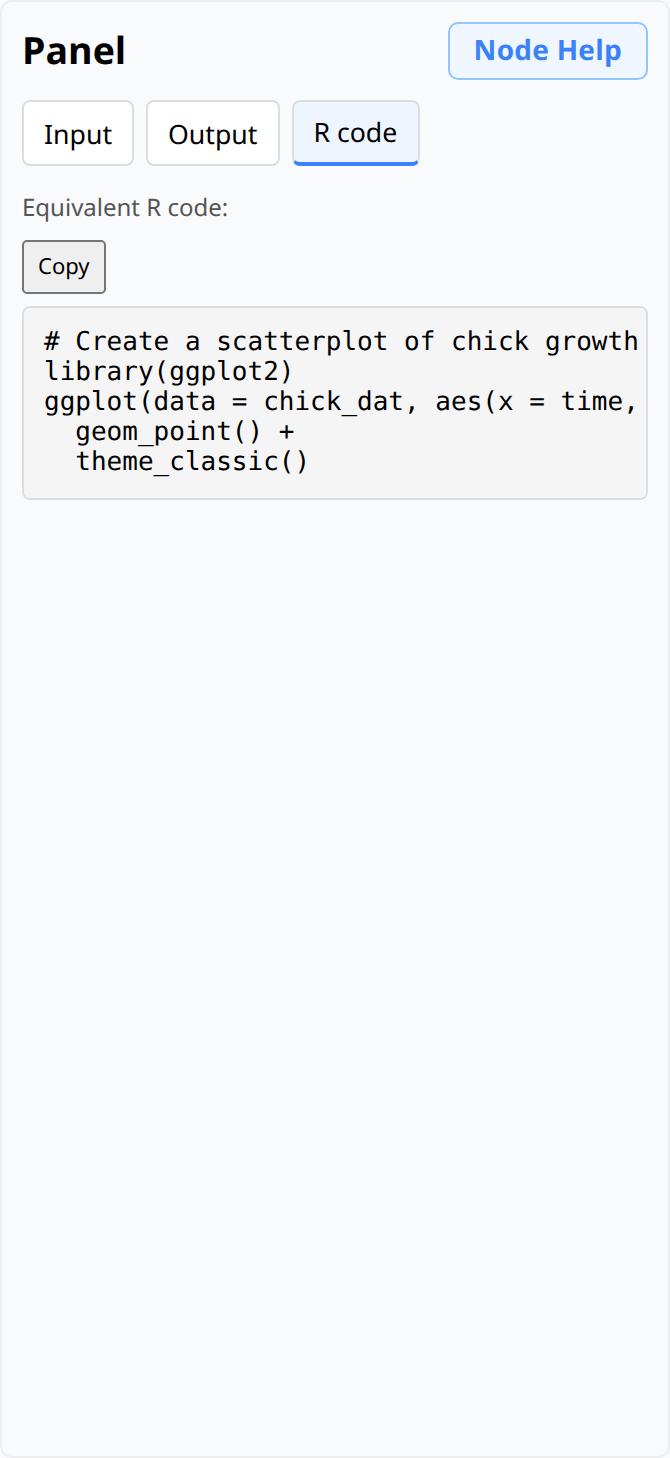 Panel
Node Help
Input
Output
R code
Equivalent R code:
Copy
# Create a scatterplot of chick growth
library(ggplot2)
ggplot(data = chick_dat, aes(x = time,
  geom_point() +
  theme_classic()